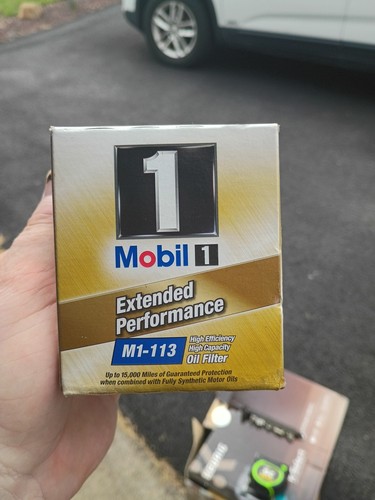 1
Mobil 1
Extended
Performance
M1-113
High Efficiency
High Capacity
Oil Filter
Up to 15,000 Miles of Guaranteed Protection
when combined with Fully Synthetic Motor Oils